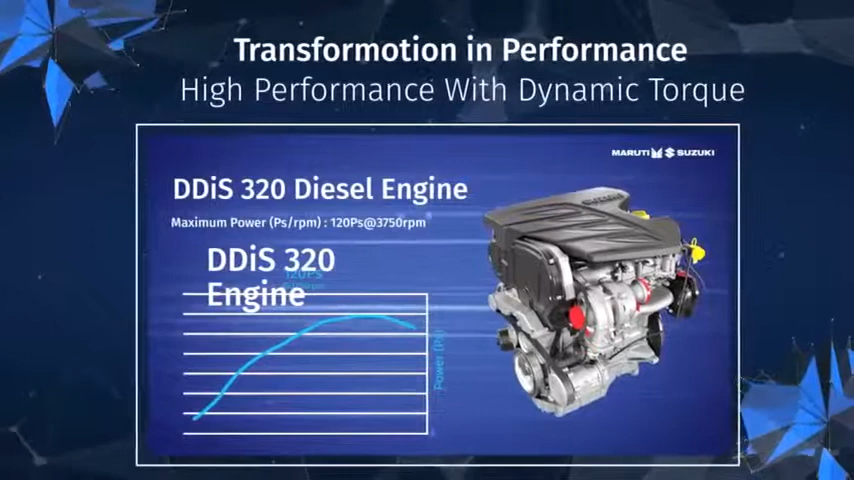 Transformotion in Performance
High Performance With Dynamic Torque
MARUTI SUZUKI
DDiS 320 Diesel Engine
Maximum Power (Ps/rpm) : 120Ps@3750rpm
DDiS 320
120Ps
Engine
Power (Ps)